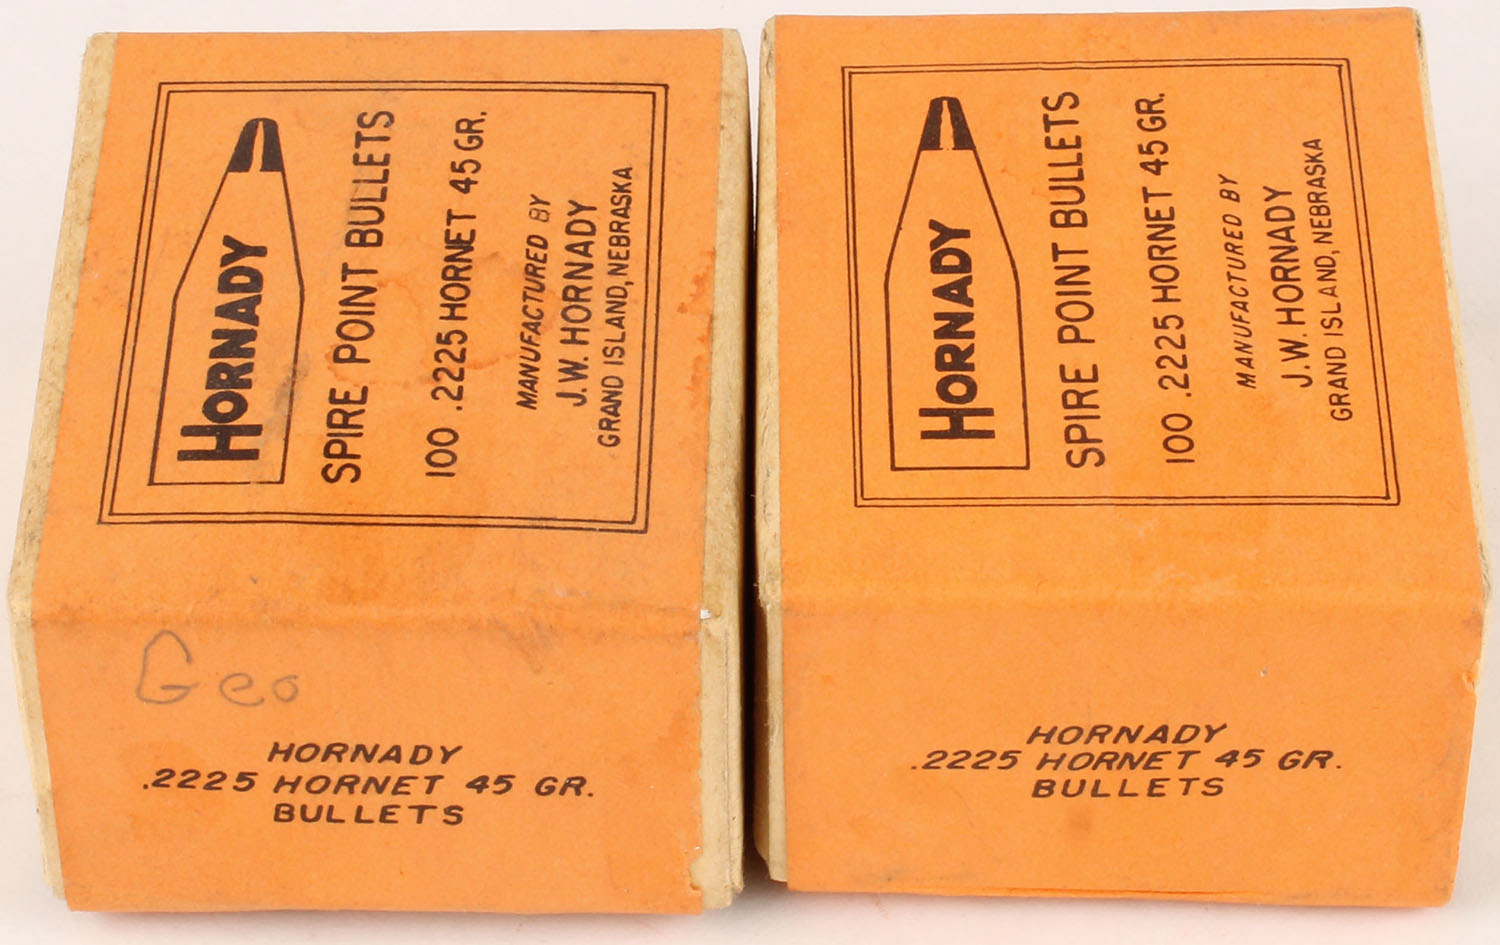 HORNADY
SPIRE POINT BULLETS
100 .2225 HORNET 45 GR.
MANUFACTURED BY
J.W. HORNADY
GRAND ISLAND, NEBRASKA
Geo
HORNADY
.2225 HORNET 45 GR.
BULLETS
HORNADY
SPIRE POINT BULLETS
100 .2225 HORNET 45 GR.
MANUFACTURED BY
J.W. HORNADY
GRAND ISLAND, NEBRASKA
HORNADY
.2225 HORNET 45 GR.
BULLETS